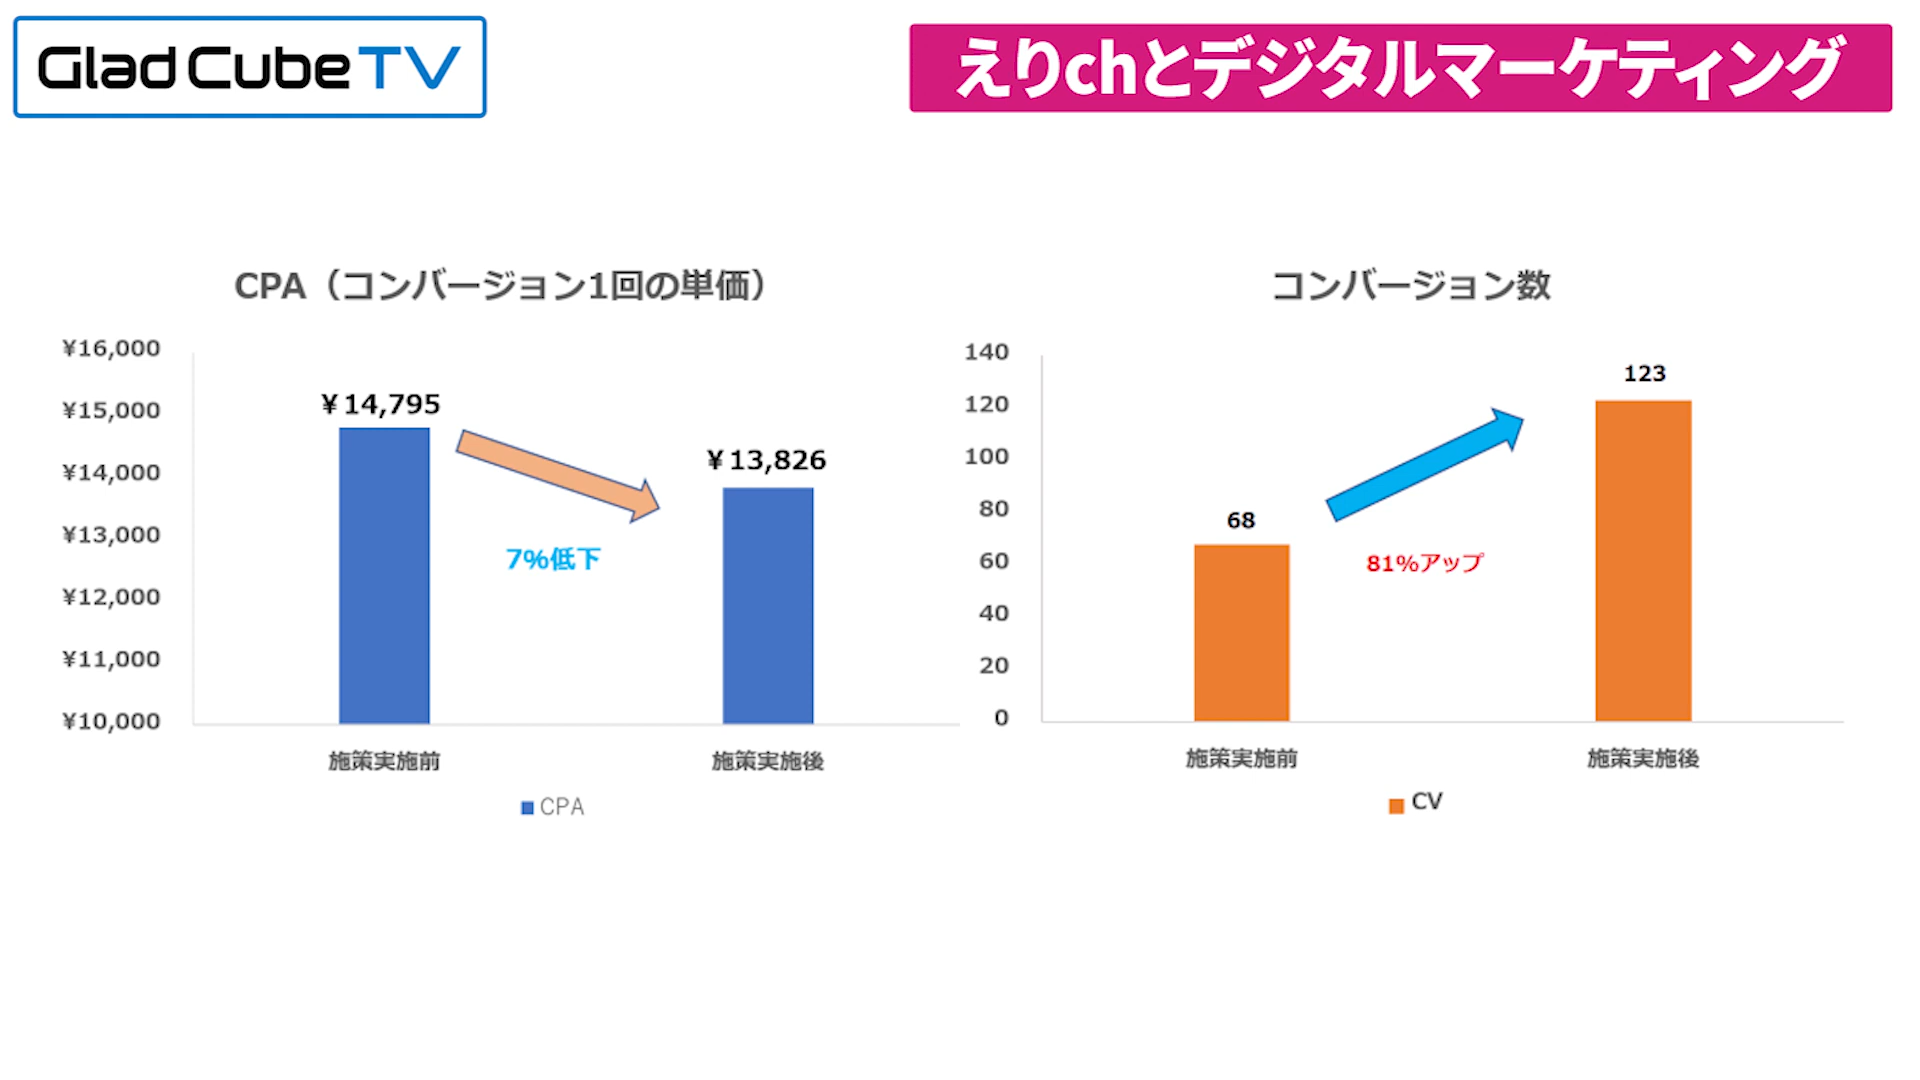 Glad Cube TV
えりchとデジタルマーケティング
CPA（コンバージョン1回の単価）
¥16,000
¥15,000
¥14,000
¥13,000
¥12,000
¥11,000
¥10,000
¥14,795
¥13,826
7%低下
施策実施前
施策実施後
CPA
コンバージョン数
140
120
100
80
60
40
20
0
68
123
81%アップ
施策実施前
施策実施後
CV